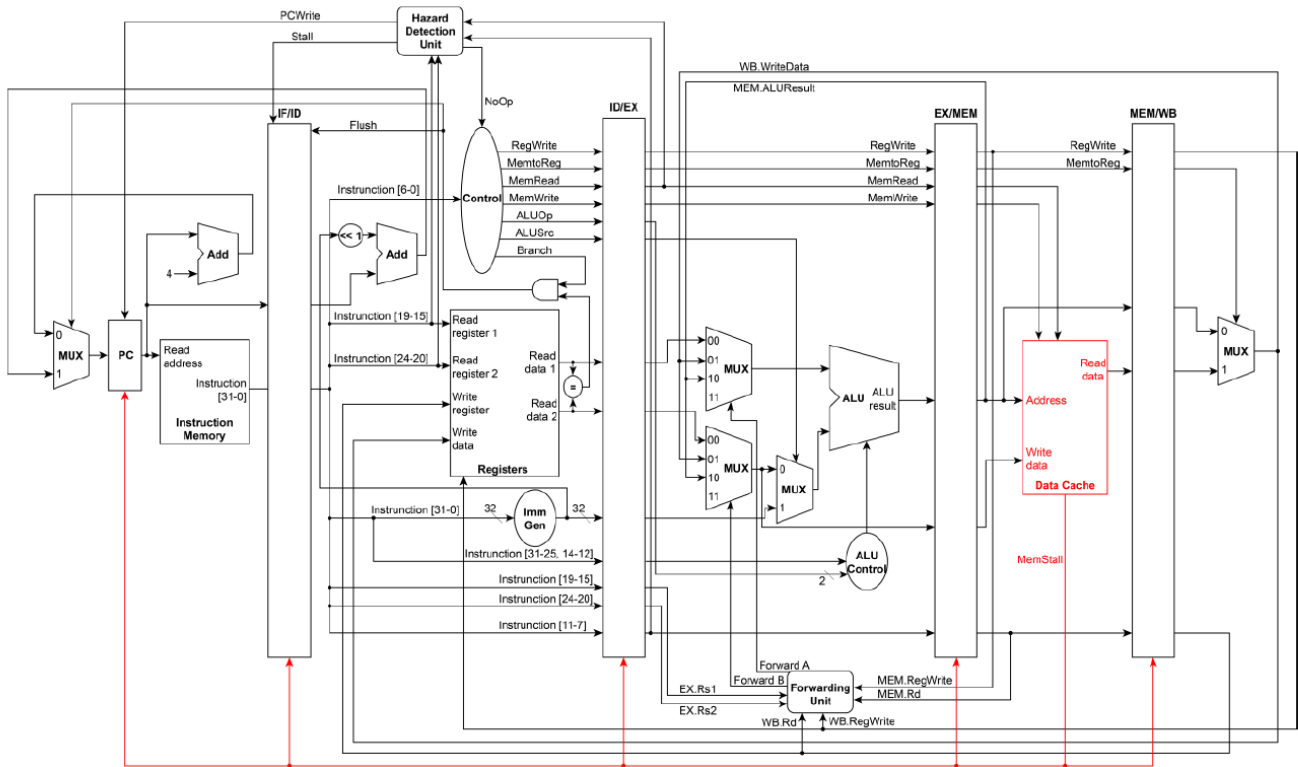 PCWrite
Stall
Hazard
Detection
Unit
WB.WriteData
MEM.ALUResult
NoOp
IF/ID
ID/EX
EX/MEM
MEM/WB
Flush
RegWrite
MemtoReg
MemRead
MemWrite
ALUOp
ALUSrc
Branch
Control
RegWrite
MemtoReg
MemRead
MemWrite
RegWrite
MemtoReg
MemRead
MemWrite
RegWrite
MemtoReg
Instrunction [6-0]
Add
4
<< 1
Add
0
MUX
1
PC
Read
address
Instruction
[31-0]
Instruction
Memory
Instrunction [19-15]
Instrunction [24-20]
Read
register 1
Read
register 2
Write
register
Write
data
Read
data 1
=
Read
data 2
Registers
00
01
10
11
MUX
00
01
10
11
MUX
0
MUX
1
ALU
ALU
result
Read
data
Address
Write
data
Data Cache
0
MUX
1
Instrunction [31-0]
32
Imm
Gen
32
Instrunction [31-25, 14-12]
ALU
Control
2
MemStall
Instrunction [19-15]
Instrunction [24-20]
Instrunction [11-7]
Forward A
Forward B
Forwarding
Unit
MEM.RegWrite
MEM.Rd
EX.Rs1
EX.Rs2
WB.Rd
WB.RegWrite